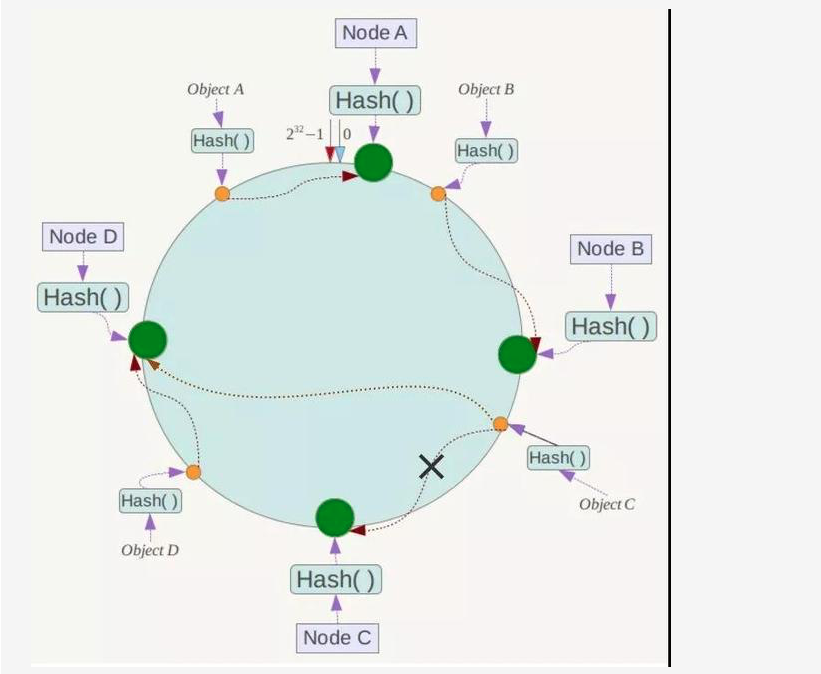 Node A
Hash( )
Object A
Hash( )
Object B
Hash( )
2³²−1
0
Node D
Hash( )
Node B
Hash( )
Hash( )
Object C
Hash( )
Object D
Hash( )
Node C